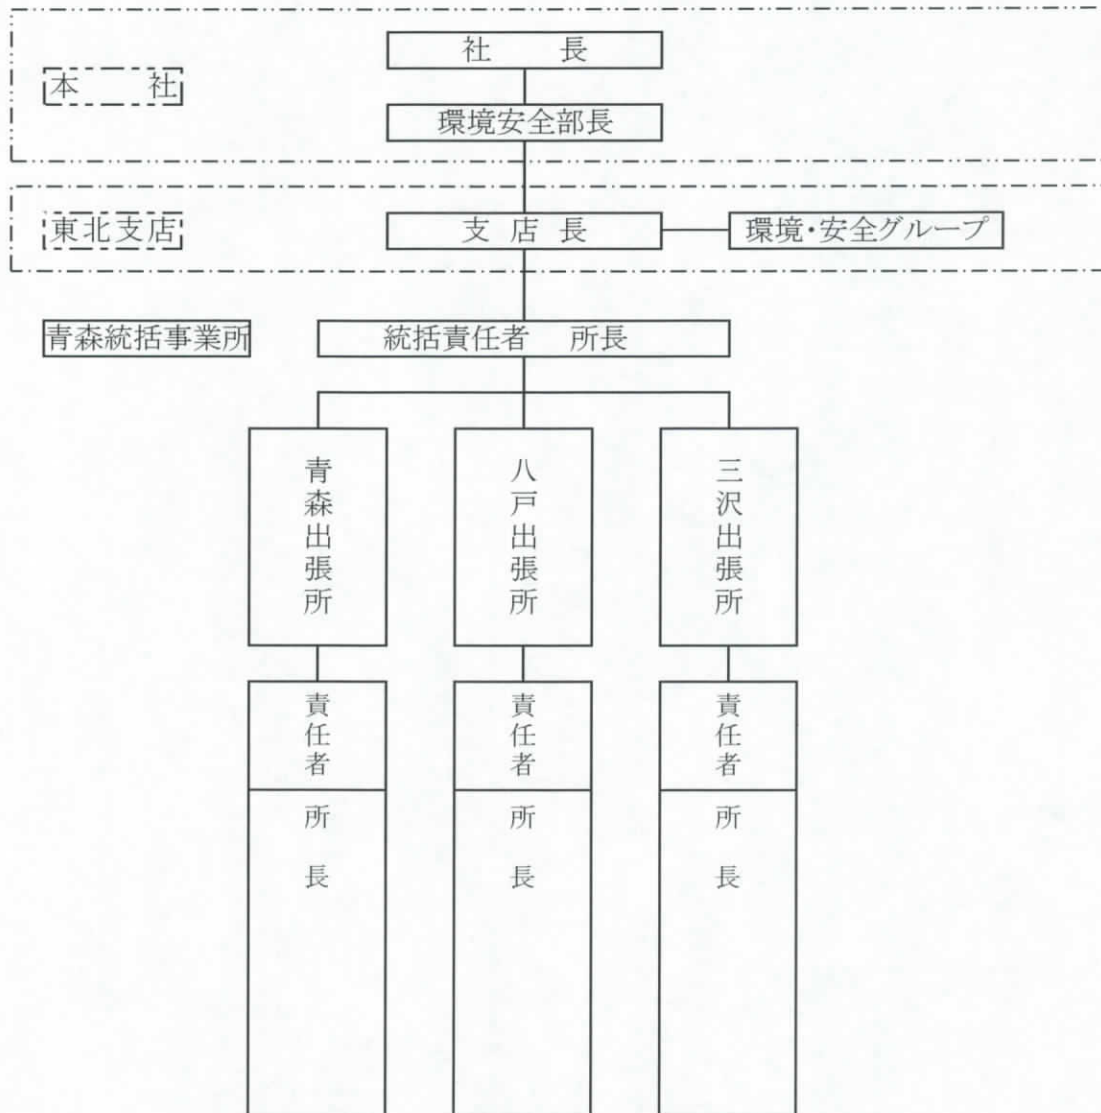 社　長
本　社
環境安全部長
東北支店
支 店 長
環境・安全グループ
青森統括事業所
統括責任者　所長
青森出張所
八戸出張所
三沢出張所
責任者
責任者
責任者
所長
所長
所長